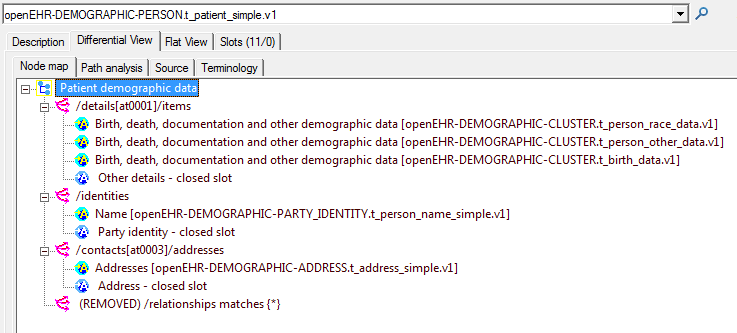 openEHR-DEMOGRAPHIC-PERSON.t_patient_simple.v1
Description Differential View Flat View Slots (11/0)
Node map Path analysis Source Terminology
Patient demographic data
/details[at0001]/items
Birth, death, documentation and other demographic data [openEHR-DEMOGRAPHIC-CLUSTER.t_person_race_data.v1]
Birth, death, documentation and other demographic data [openEHR-DEMOGRAPHIC-CLUSTER.t_person_other_data.v1]
Birth, death, documentation and other demographic data [openEHR-DEMOGRAPHIC-CLUSTER.t_birth_data.v1]
Other details - closed slot
/identities
Name [openEHR-DEMOGRAPHIC-PARTY_IDENTITY.t_person_name_simple.v1]
Party identity - closed slot
/contacts[at0003]/addresses
Addresses [openEHR-DEMOGRAPHIC-ADDRESS.t_address_simple.v1]
Address - closed slot
(REMOVED) /relationships matches {*}